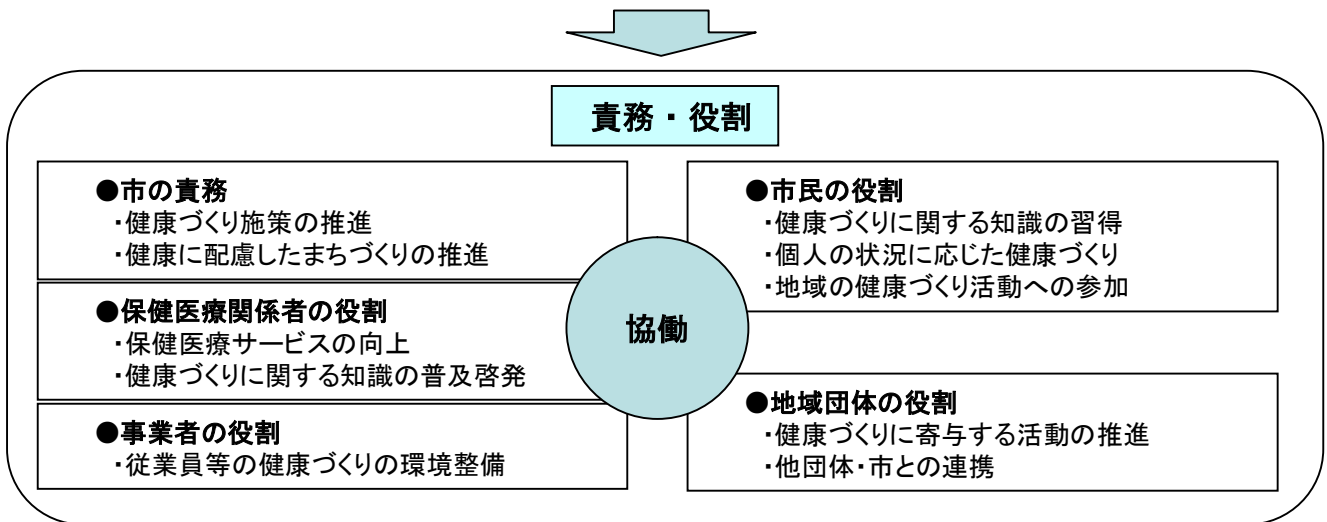 責務・役割
●市の責務
・健康づくり施策の推進
・健康に配慮したまちづくりの推進
●保健医療関係者の役割
・保健医療サービスの向上
・健康づくりに関する知識の普及啓発
●事業者の役割
・従業員等の健康づくりの環境整備
協働
●市民の役割
・健康づくりに関する知識の習得
・個人の状況に応じた健康づくり
・地域の健康づくり活動への参加
●地域団体の役割
・健康づくりに寄与する活動の推進
・他団体・市との連携